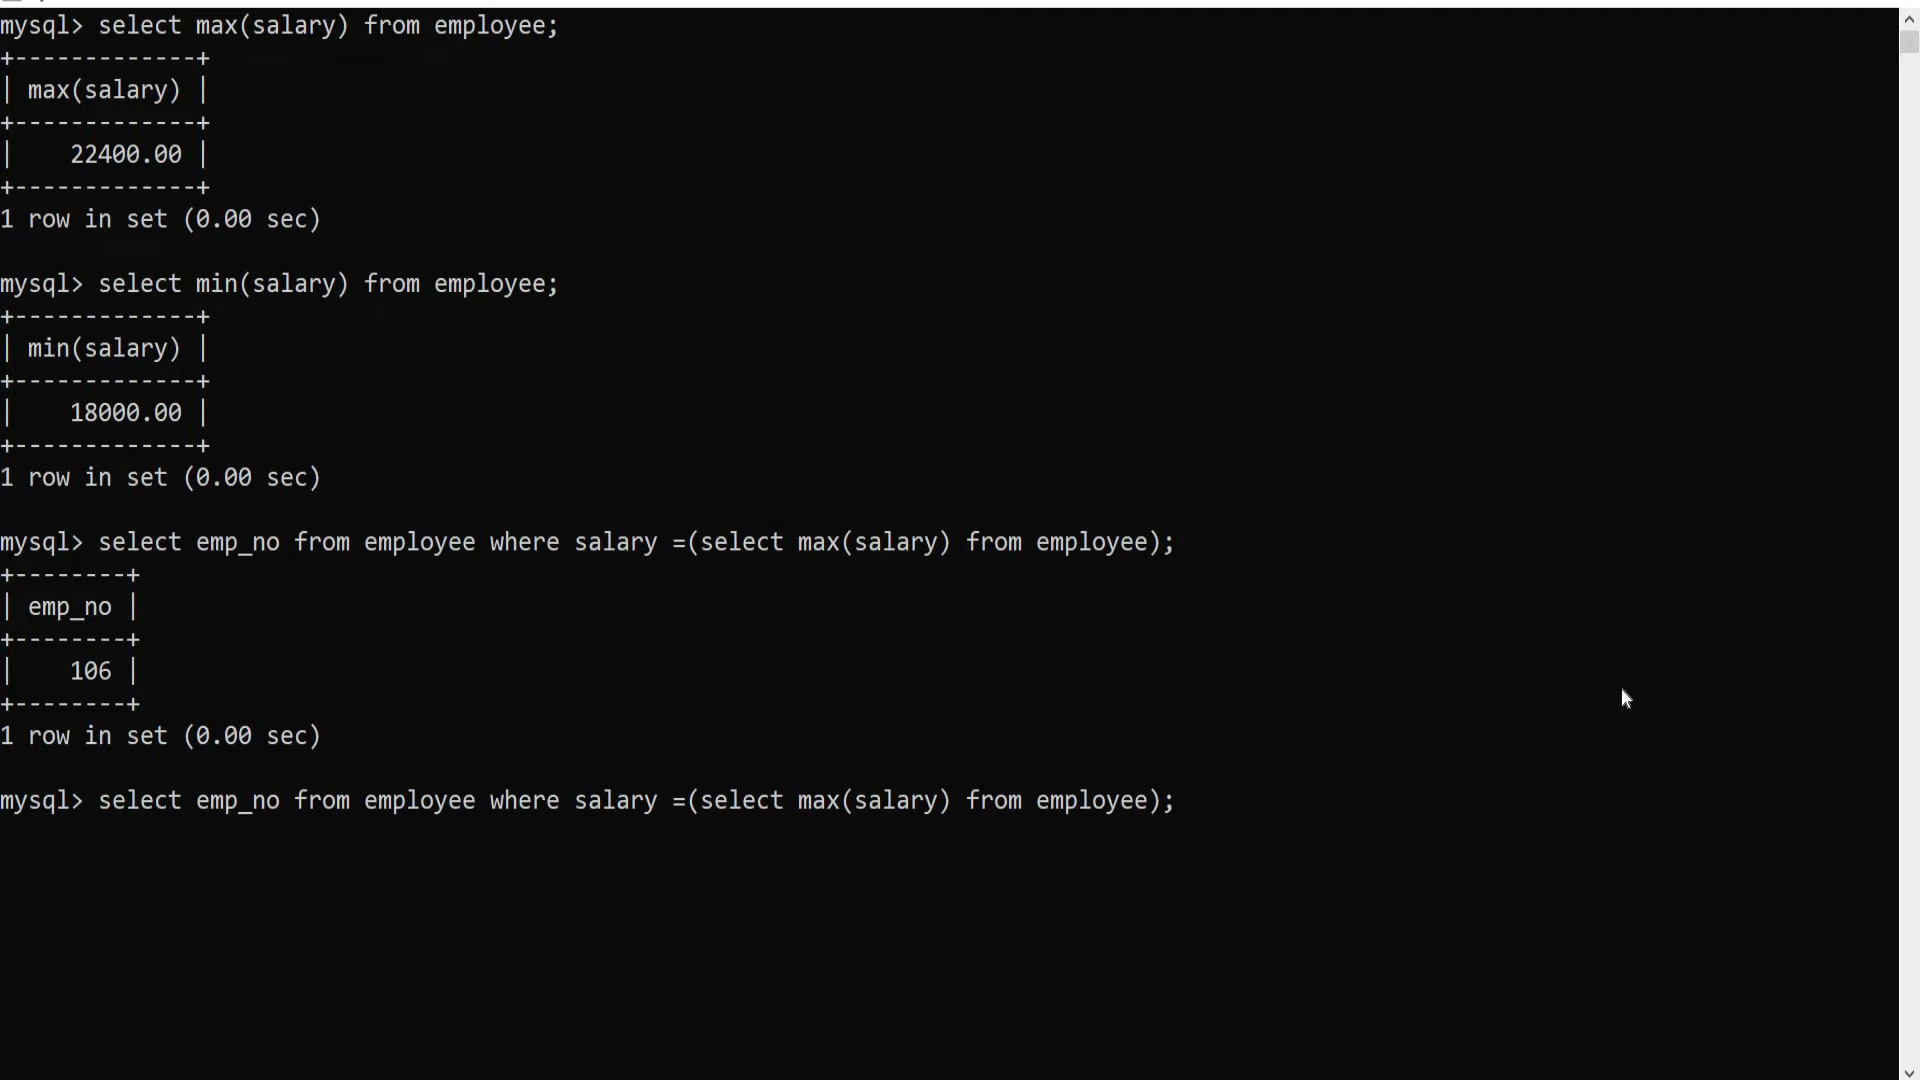 mysql> select max(salary) from employee;
+-------------+
| max(salary) |
+-------------+
|    22400.00 |
+-------------+
1 row in set (0.00 sec)
mysql> select min(salary) from employee;
+-------------+
| min(salary) |
+-------------+
|    18000.00 |
+-------------+
1 row in set (0.00 sec)
mysql> select emp_no from employee where salary =(select max(salary) from employee);
+--------+
| emp_no |
+--------+
|    106 |
+--------+
1 row in set (0.00 sec)
mysql> select emp_no from employee where salary =(select max(salary) from employee);